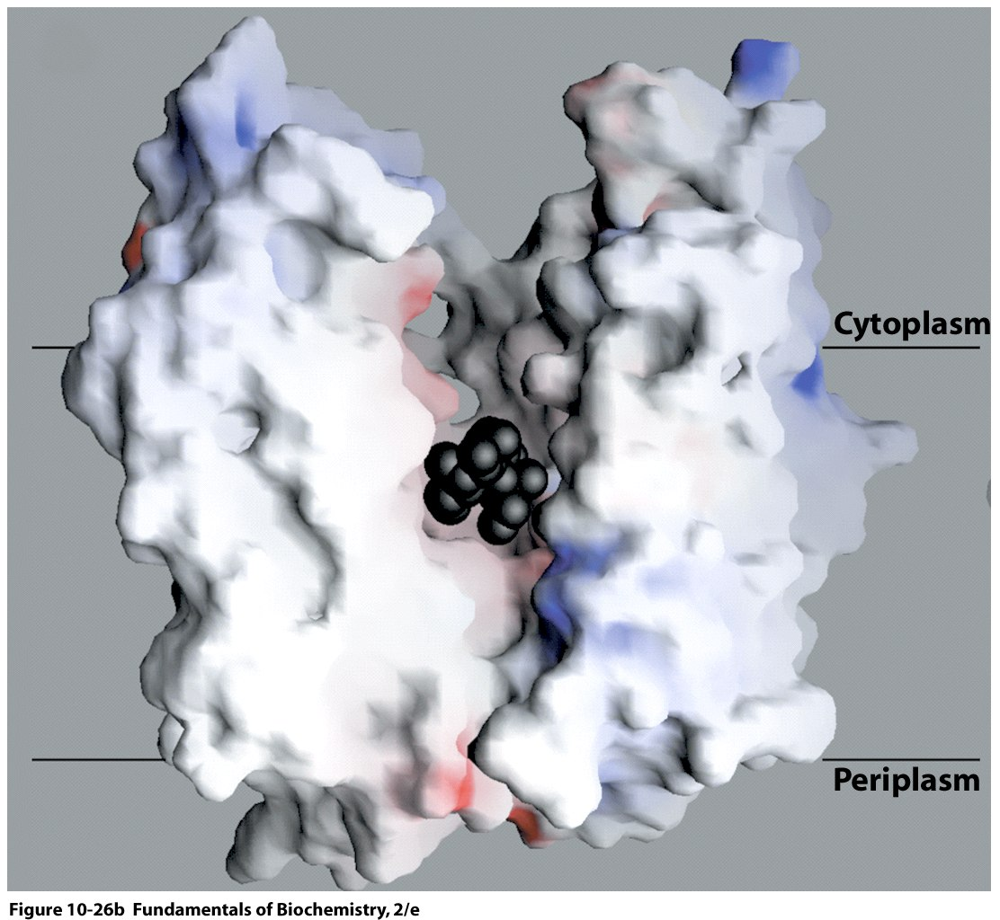 Cytoplasm
Periplasm
Figure 10-26b Fundamentals of Biochemistry, 2/e